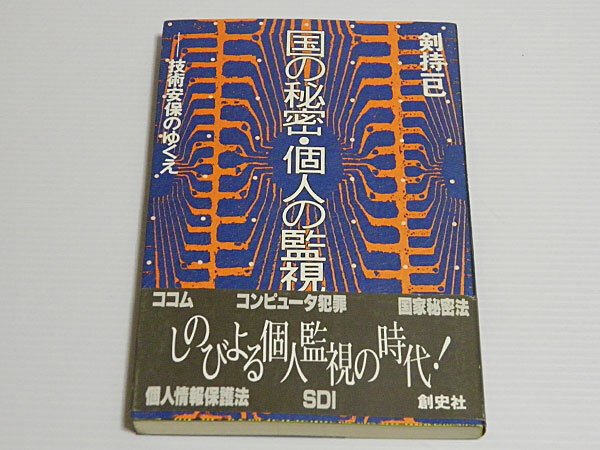 剣持一巳
国の秘密・個人の監視
──技術安保のゆくえ
ココム コンピュータ犯罪 国家秘密法
しのびよる個人監視の時代！
個人情報保護法 SDI 創史社